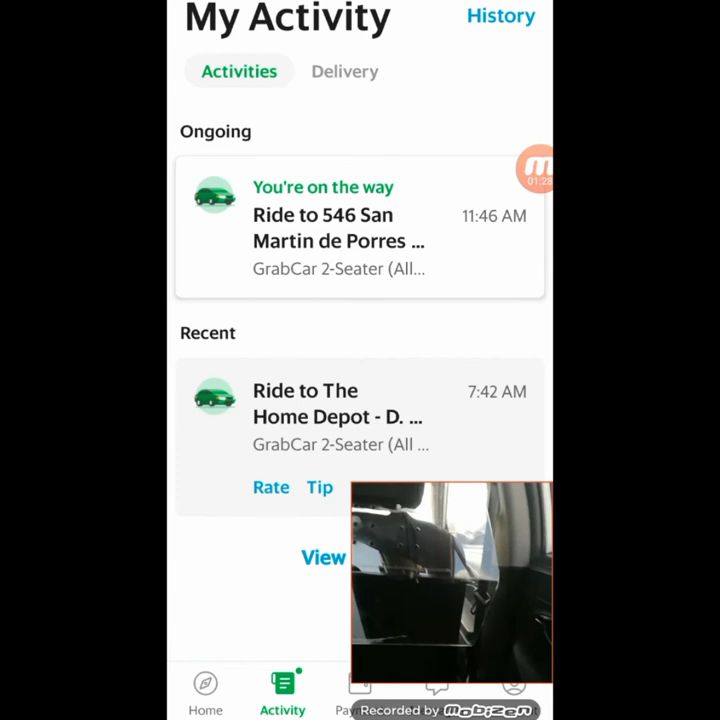 My Activity
History
Activities
Delivery
Ongoing
You're on the way
Ride to 546 San
Martin de Porres ...
11:46 AM
GrabCar 2-Seater (All...
01:28
Recent
Ride to The
Home Depot - D. ...
7:42 AM
GrabCar 2-Seater (All ...
Rate
Tip
View
Home
Activity
Recorded by Mobizen